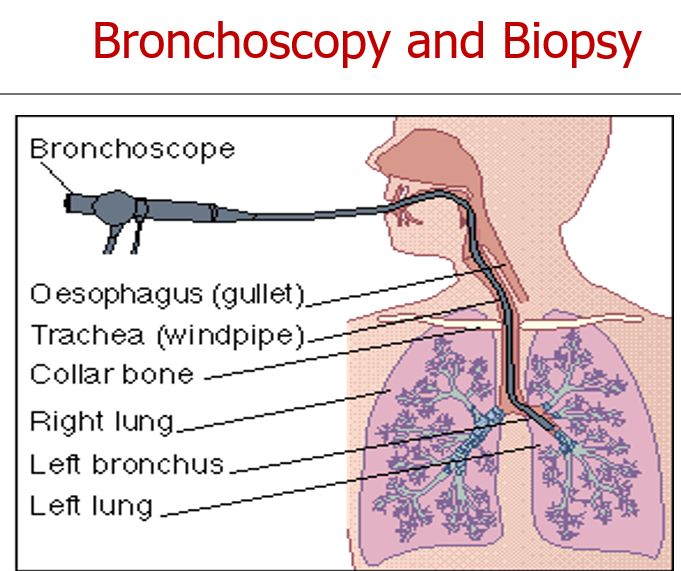 Bronchoscopy and Biopsy
Bronchoscope
Oesophagus (gullet)
Trachea (windpipe)
Collar bone
Right lung
Left bronchus
Left lung